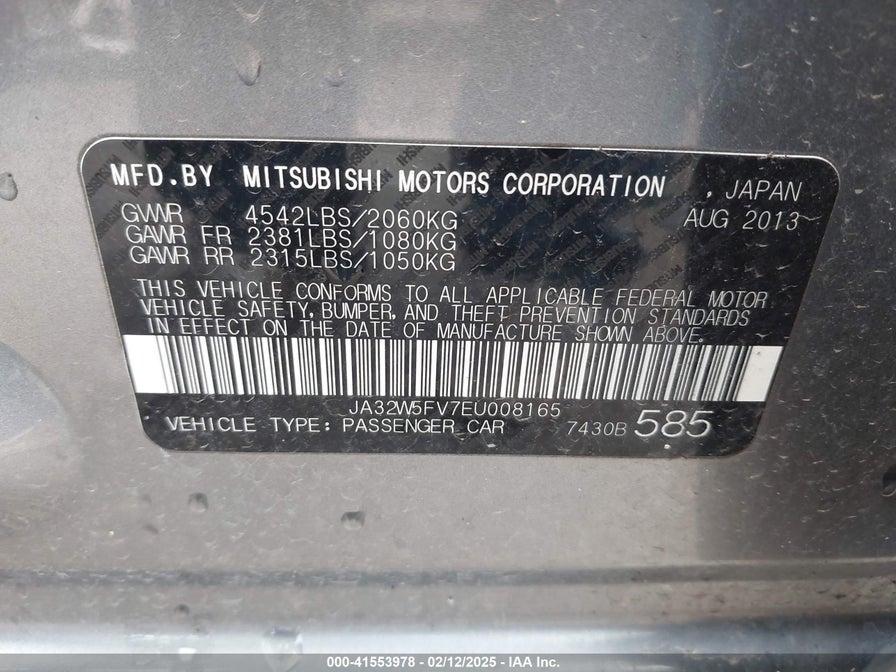 MFD.BY MITSUBISHI MOTORS CORPORATION , JAPAN
GVWR 4542LBS/2060KG AUG 2013
GAWR FR 2381LBS/1080KG
GAWR RR 2315LBS/1050KG
THIS VEHICLE CONFORMS TO ALL APPLICABLE FEDERAL MOTOR
VEHICLE SAFETY, BUMPER, AND THEFT PREVENTION STANDARDS
IN EFFECT ON THE DATE OF MANUFACTURE SHOWN ABOVE.
JA32W5FV7EU008165
VEHICLE TYPE: PASSENGER CAR 7430B 585
000-41553978 - 02/12/2025 - IAA Inc.